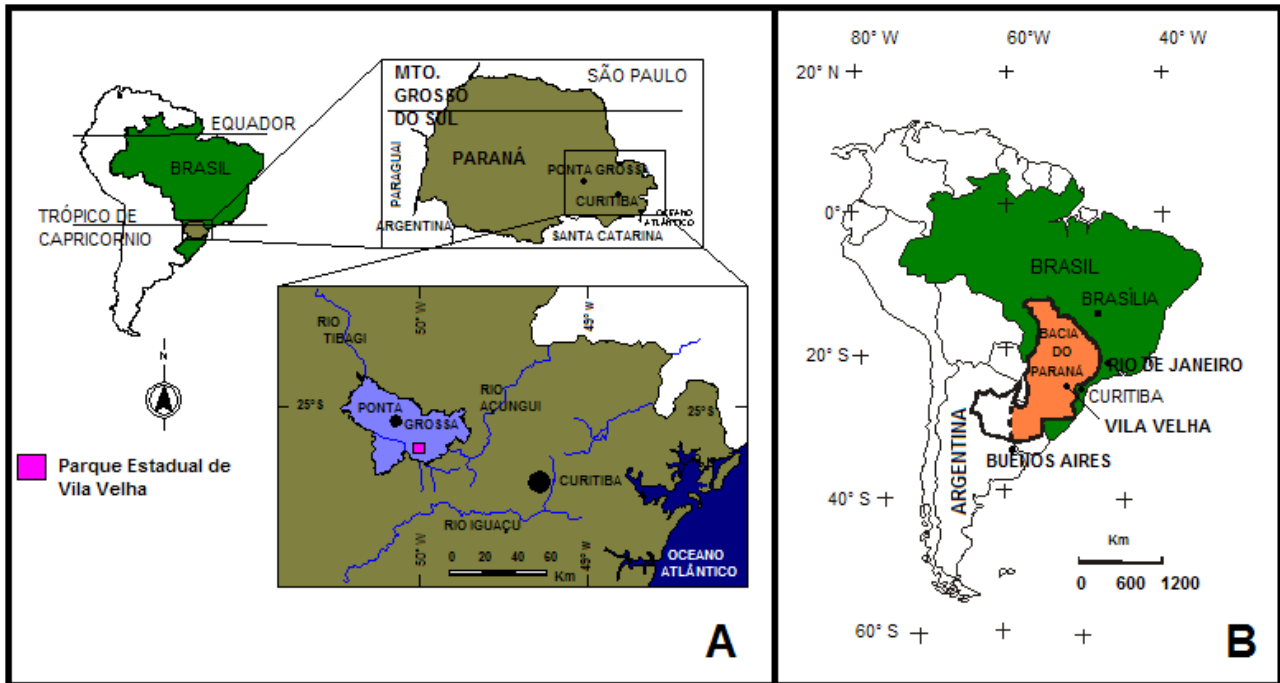 EQUADOR
BRASIL
TRÓPICO DE
CAPRICORNIO
N
Parque Estadual de
Vila Velha
MTO.
GROSSO
DO SUL
SÃO PAULO
PARAGUAI
PARANÁ
PONTA GROSSA
CURITIBA
OCEANO
ATLÂNTICO
ARGENTINA
SANTA CATARINA
RIO
TIBAGI
50° W
49° W
RIO
AÇUNGUI
25° S
25° S
PONTA
GROSSA
CURITIBA
RIO IGUAÇU
50° W
49° W
0 20 40 60
Km
OCEANO
ATLÂNTICO
A
80° W 60°W 40° W
20° N
0°
BRASIL
BRASÍLIA
20° S
BACIA
DO
PARANÁ
RIO DE JANEIRO
CURITIBA
VILA VELHA
ARGENTINA
BUENOS AIRES
40° S
Km
0 600 1200
60° S
B